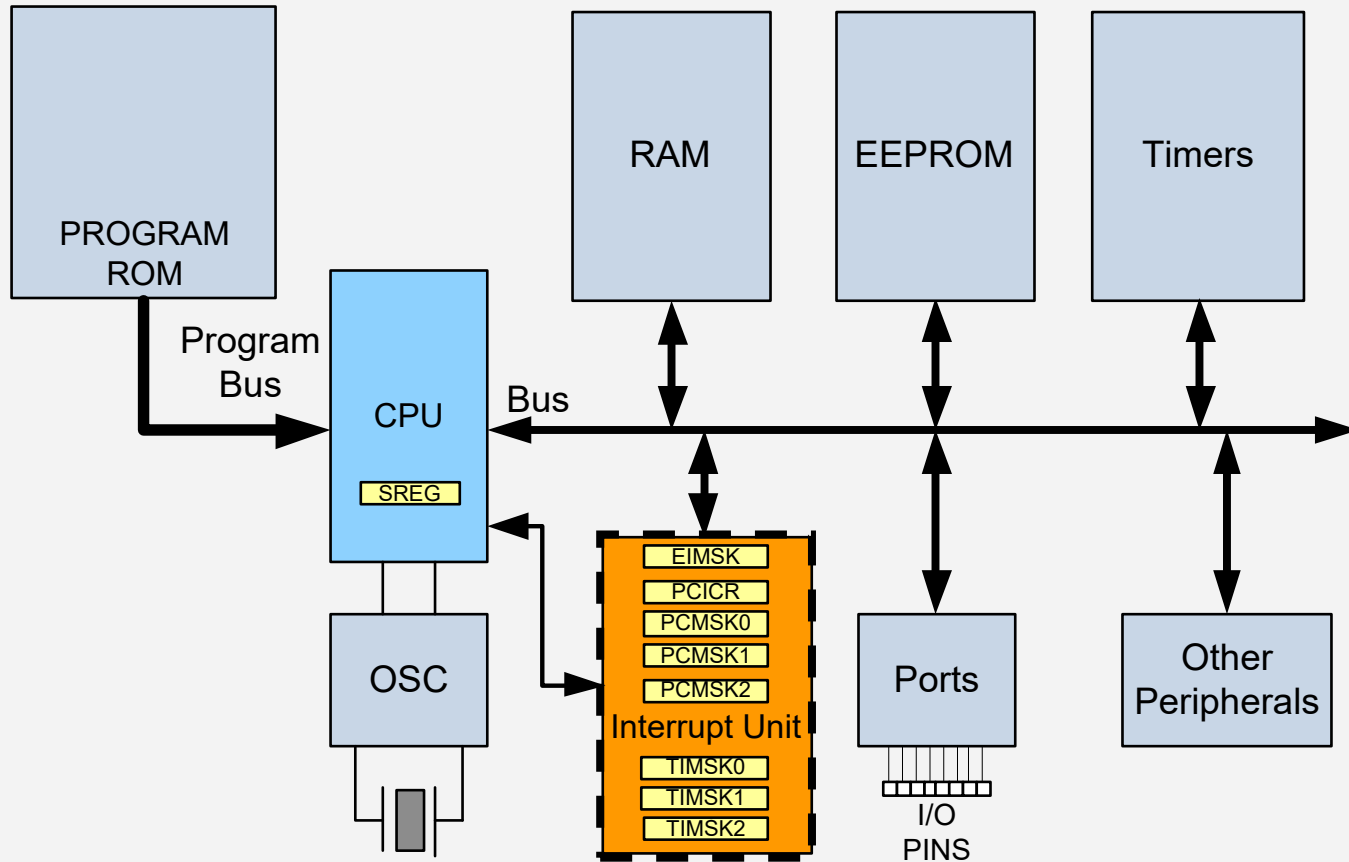 PROGRAM
ROM
RAM
EEPROM
Timers
Program
Bus
CPU
SREG
Bus
OSC
EIMSK
PCICR
PCMSK0
PCMSK1
PCMSK2
Interrupt Unit
TIMSK0
TIMSK1
TIMSK2
Ports
I/O
PINS
Other
Peripherals